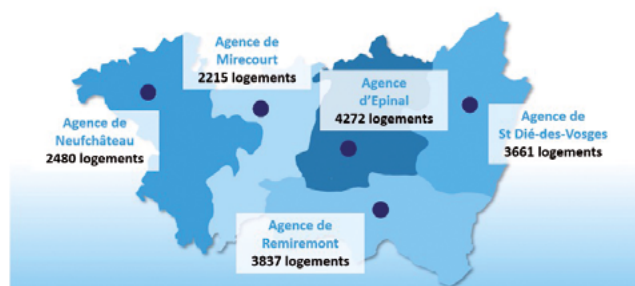 Agence de
Mirecourt
2215 logements
Agence
d'Epinal
4272 logements
Agence de
Neufchâteau
2480 logements
Agence de
St Dié-des-Vosges
3661 logements
Agence de
Remiremont
3837 logements